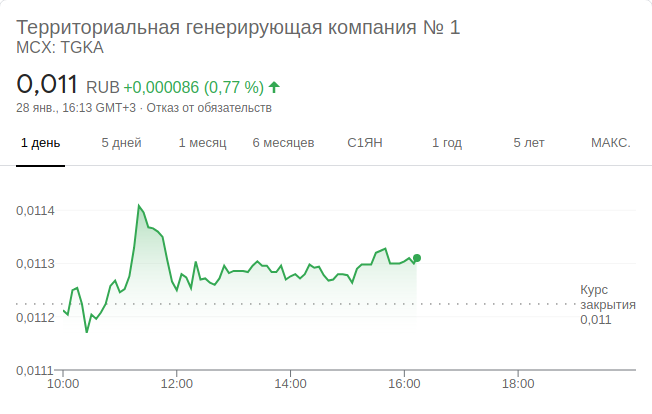 Территориальная генерирующая компания № 1
MCX: TGKA
0,011 RUB +0,000086 (0,77 %)
28 янв., 16:13 GMT+3 · Отказ от обязательств
1 день 5 дней 1 месяц 6 месяцев С1ЯН 1 год 5 лет МАКС.
0,0114
0,0113
0,0112
0,0111
Курс
закрытия
0,011
10:00 12:00 14:00 16:00 18:00